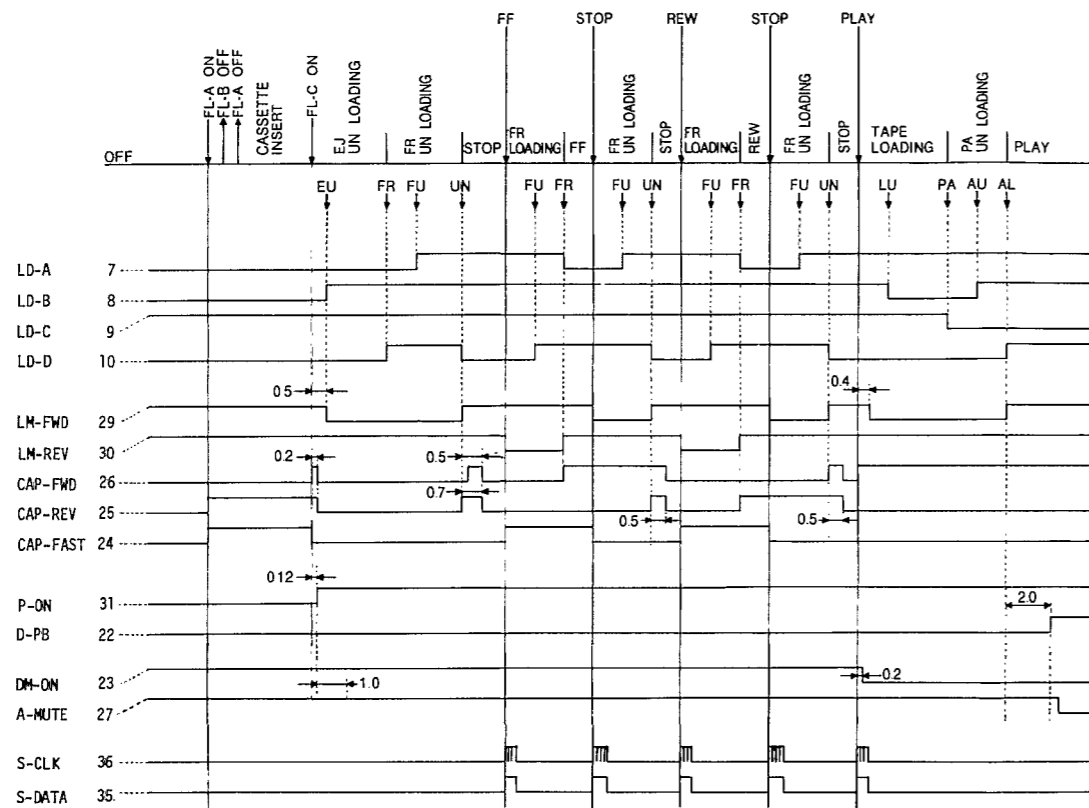 FF STOP REW STOP PLAY
FL-A ON
FL-B OFF
FL-A OFF
CASSETTE
INSERT
FL-C ON
EJ
UN LOADING
FR
UN LOADING
STOP
FR
LOADING
FF
FR
UN LOADING
STOP
FR
LOADING
REW
FR
UN LOADING
STOP
TAPE
LOADING
PA
UN LOADING
PLAY
OFF
EU FR FU UN FU FR FU UN FU FR FU UN LU PA AU AL
LD-A 7
LD-B 8
LD-C 9
LD-D 10
0.5 0.4
LM-FWD 29
LM-REV 30
0.2 0.5
CAP-FWD 26
0.7
CAP-REV 25
0.5 0.5
CAP-FAST 24
0.12
P-ON 31
2.0
D-PB 22
DM-ON 23
1.0 0.2
A-MUTE 27
S-CLK 36
S-DATA 35